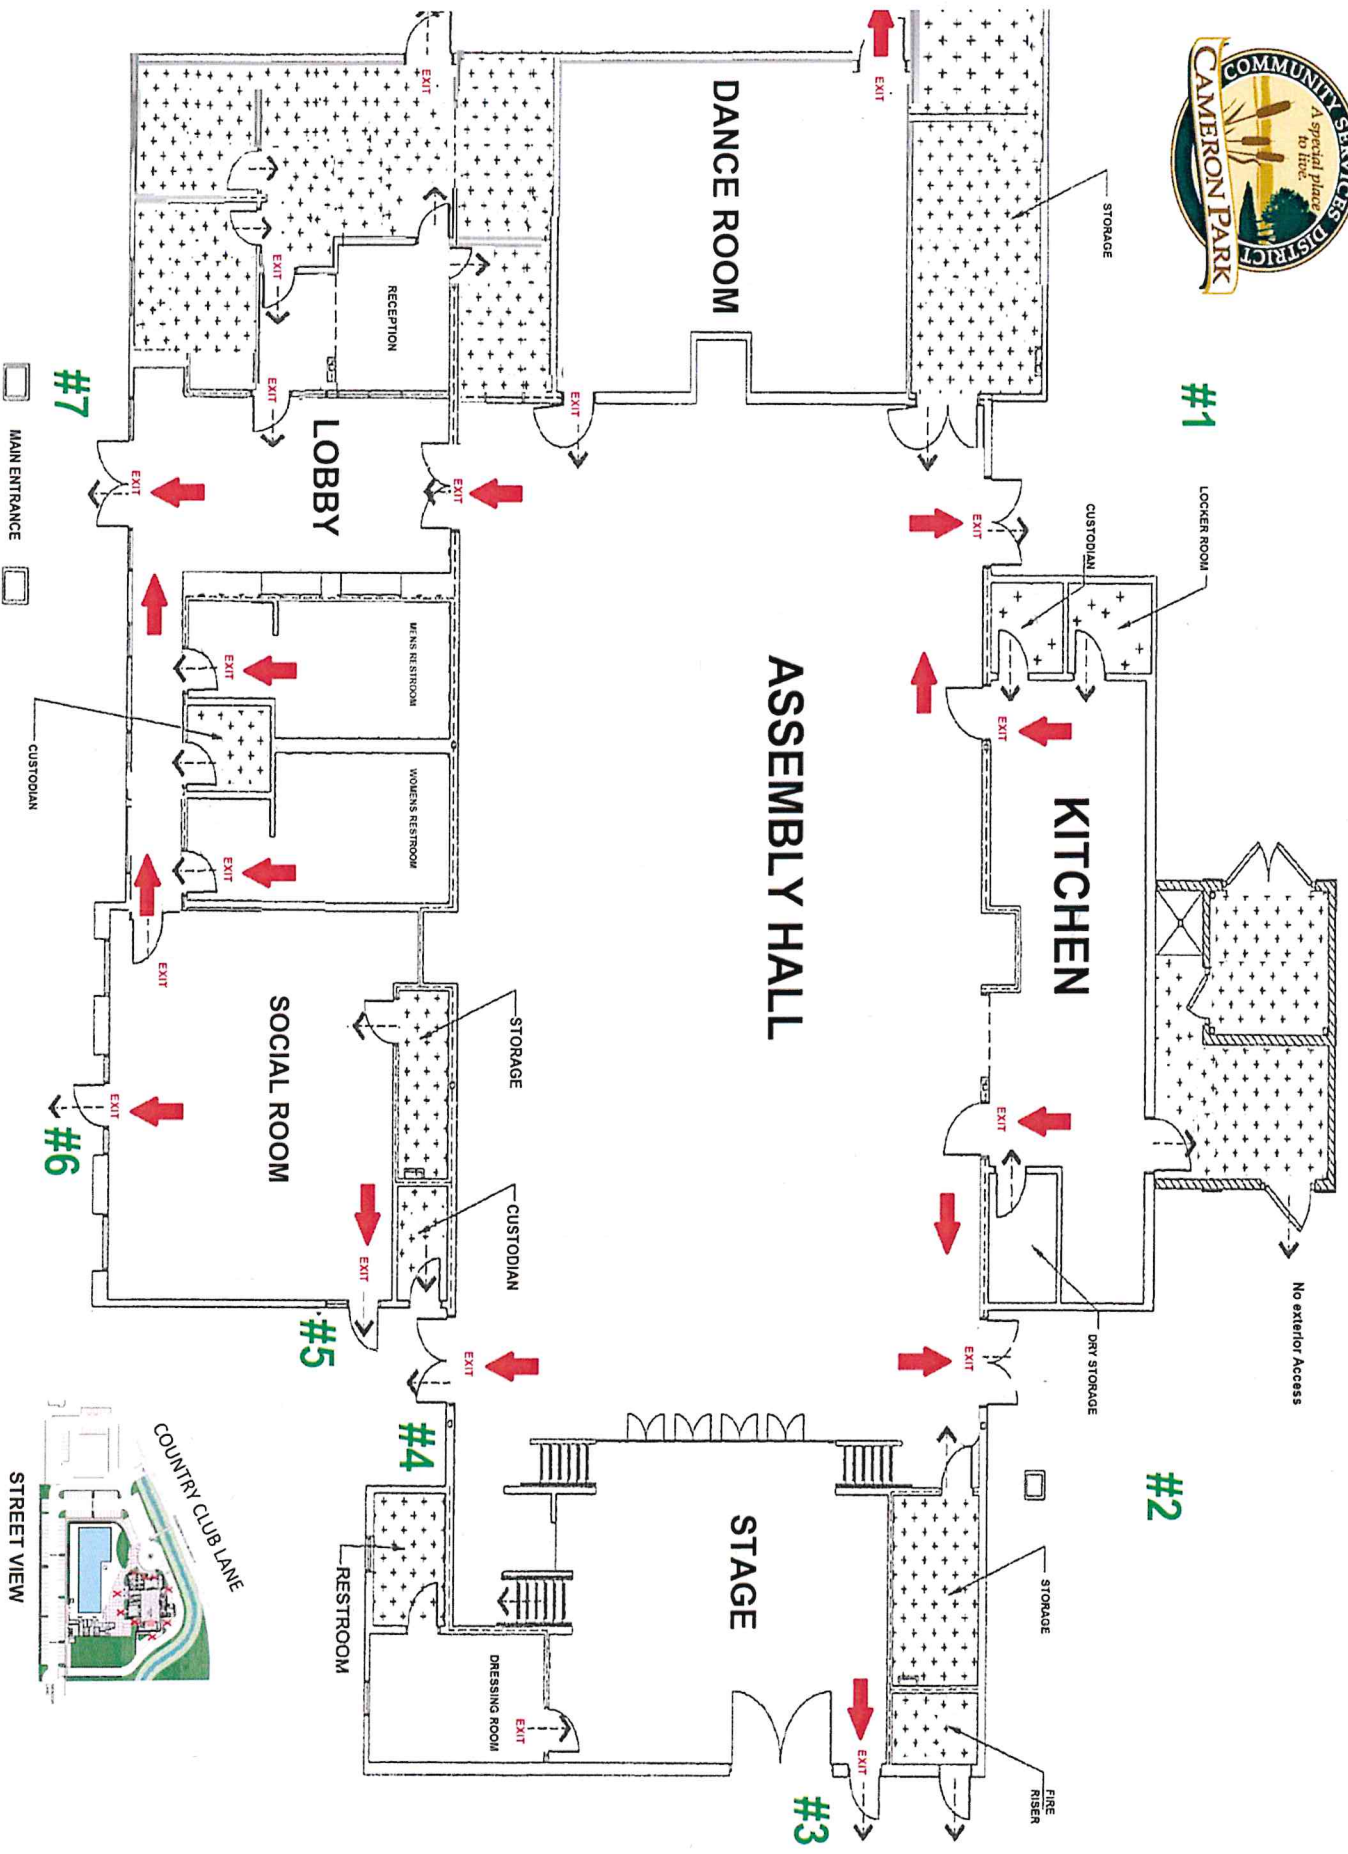 COMMUNITY SERVICES DISTRICT
A special place
to live.
CAMERON PARK
#1
STORAGE
LOCKER ROOM
CUSTODIAN
No exterior Access
DRY STORAGE
#2
STORAGE
FIRE
RISER
#3
KITCHEN
EXIT
EXIT
EXIT
EXIT
EXIT
EXIT
DANCE ROOM
EXIT
ASSEMBLY HALL
STAGE
EXIT
EXIT
EXIT
STORAGE
CUSTODIAN
EXIT
DRESSING ROOM
EXIT
RECEPTION
MENS RESTROOM
WOMENS RESTROOM
#4
EXIT
LOBBY
RESTROOM
#5
EXIT
EXIT
SOCIAL ROOM
EXIT
EXIT
EXIT
EXIT
EXIT
#7
#6
MAIN ENTRANCE
CUSTODIAN
COUNTRY CLUB LANE
STREET VIEW